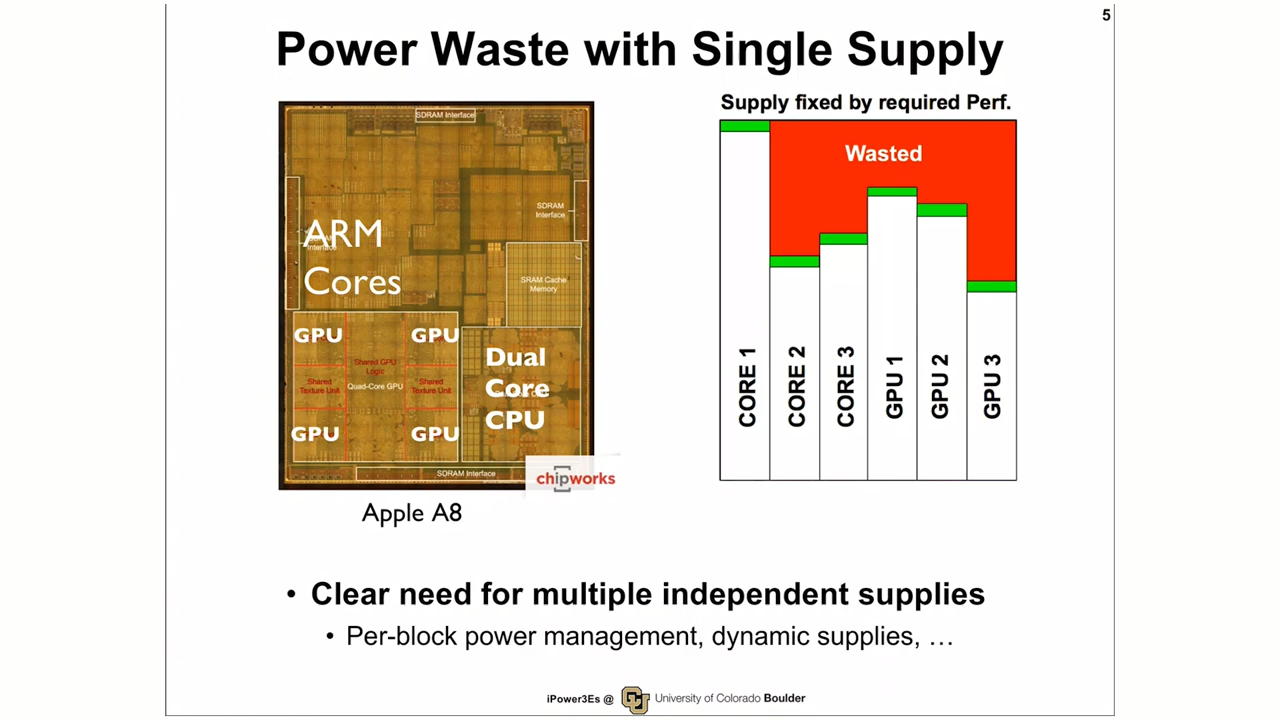 5
Power Waste with Single Supply
SDRAM Interface
SDRAM
Interface
ARM
Cores
Interface
SRAM Cache
Memory
GPU
GPU
Shared GPU
Logic
Shared
Texture Unit
Quad-Core GPU
Shared
Texture Unit
GPU
GPU
Dual
Core
CPU
SDRAM Interface
chipworks
Apple A8
Supply fixed by required Perf.
Wasted
CORE 1
CORE 2
CORE 3
GPU 1
GPU 2
GPU 3
• Clear need for multiple independent supplies
• Per-block power management, dynamic supplies, …
iPower3Es @ CU University of Colorado Boulder